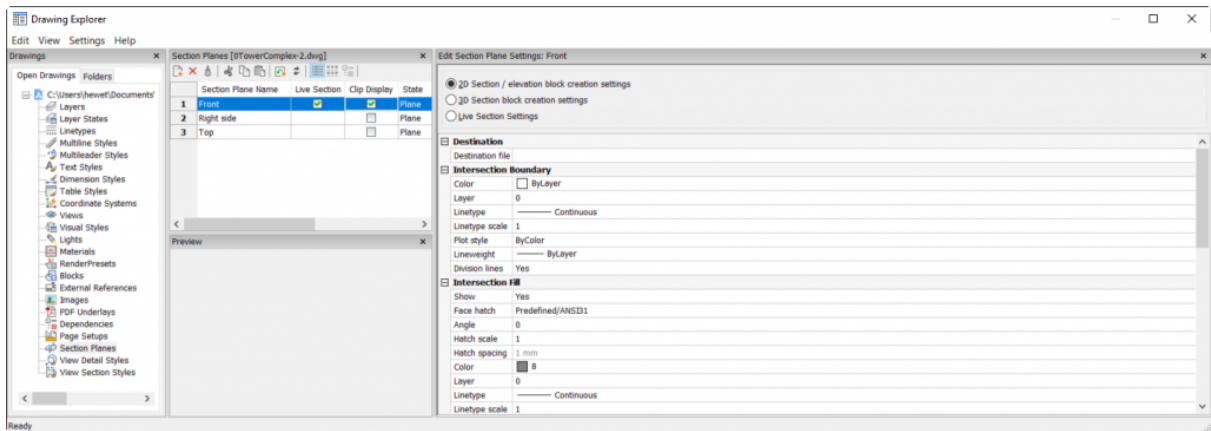 Drawing Explorer
Edit View Settings Help
Drawings
Open Drawings Folders
C:\Users\hewet\Documents'
Layers
Layer States
Linetypes
Multiline Styles
Multileader Styles
Text Styles
Dimension Styles
Table Styles
Coordinate Systems
Views
Visual Styles
Lights
Materials
RenderPresets
Blocks
External References
Images
PDF Underlays
Dependencies
Page Setups
Section Planes
View Detail Styles
View Section Styles
Section Planes [0TowerComplex-2.dwg]
Section Plane Name Live Section Clip Display State
1 Front Plane
2 Right side Plane
3 Top Plane
Preview
Edit Section Plane Settings: Front
2D Section / elevation block creation settings
3D Section block creation settings
Live Section Settings
Destination
Destination file
Intersection Boundary
Color ByLayer
Layer 0
Linetype Continuous
Linetype scale 1
Plot style ByColor
Lineweight ByLayer
Division lines Yes
Intersection Fill
Show Yes
Face hatch Predefined/ANSI31
Angle 0
Hatch scale 1
Hatch spacing 1 mm
Color 8
Layer 0
Linetype Continuous
Linetype scale 1
Ready